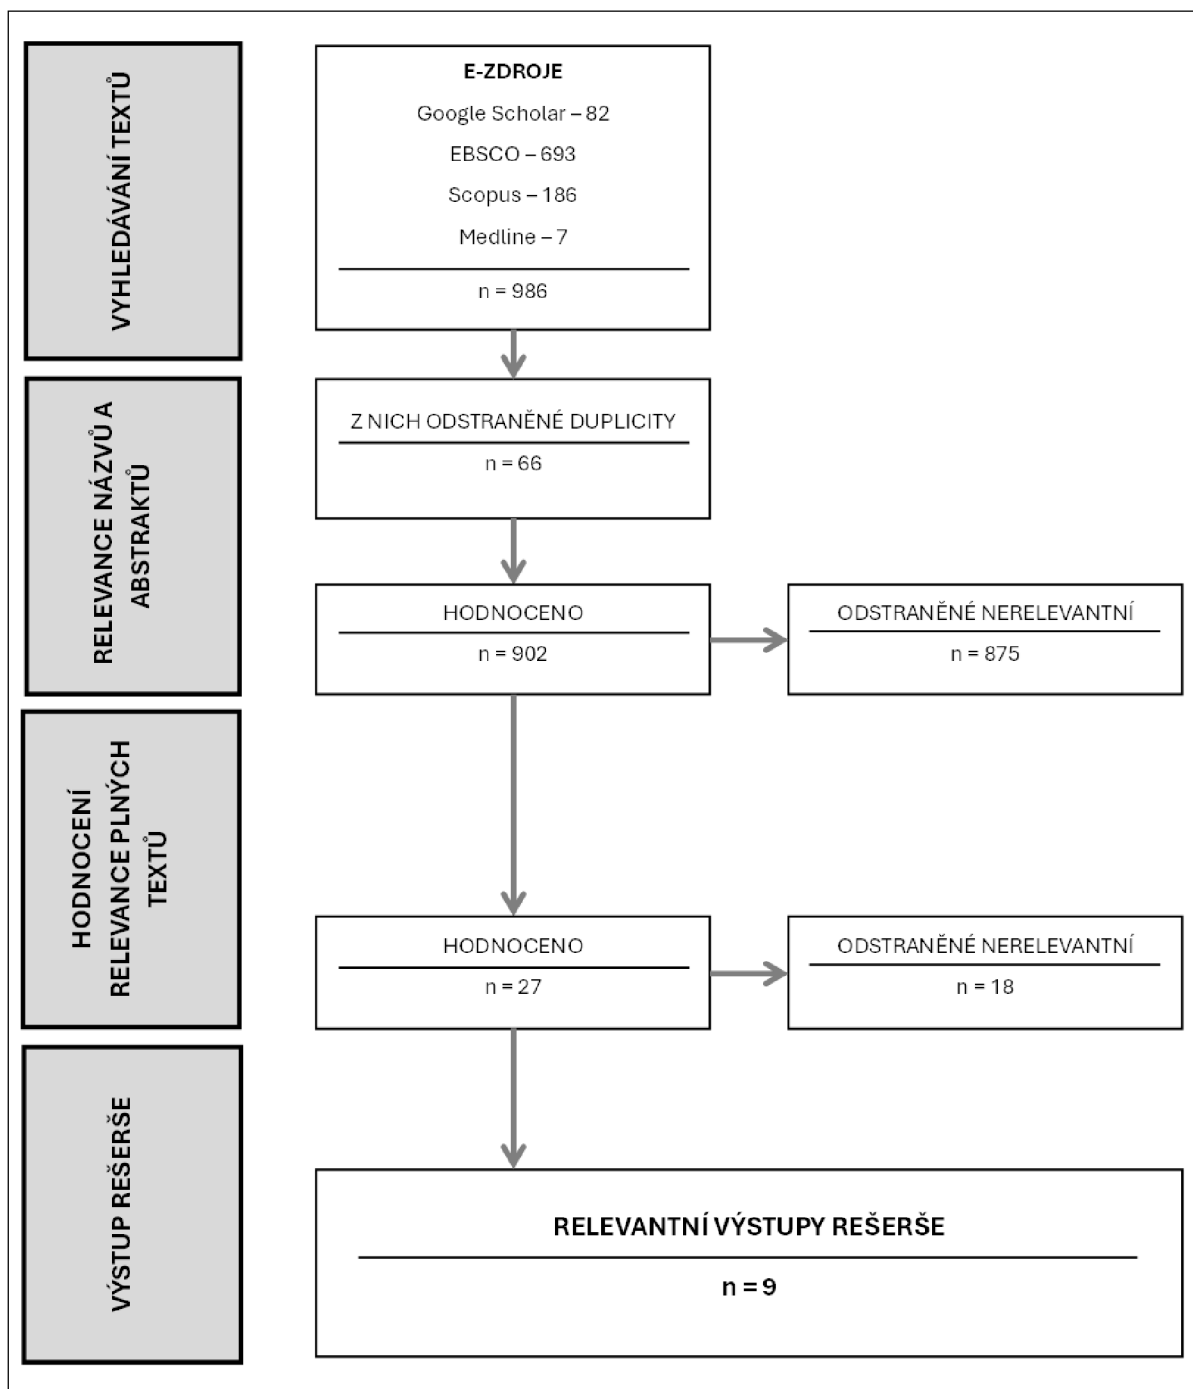 VYHLEDÁVÁNÍ TEXTŮ
E-ZDROJE
Google Scholar – 82
EBSCO – 693
Scopus – 186
Medline – 7
n = 986
RELEVANCE NÁZVŮ A
ABSTRAKTŮ
Z NICH ODSTRANĚNÉ DUPLICITY
n = 66
HODNOCENO
n = 902
ODSTRANĚNÉ NERELEVANTNÍ
n = 875
HODNOCENÍ
RELEVANCE PLNÝCH
TEXTŮ
HODNOCENO
n = 27
ODSTRANĚNÉ NERELEVANTNÍ
n = 18
VÝSTUP REŠERŠE
RELEVANTNÍ VÝSTUPY REŠERŠE
n = 9